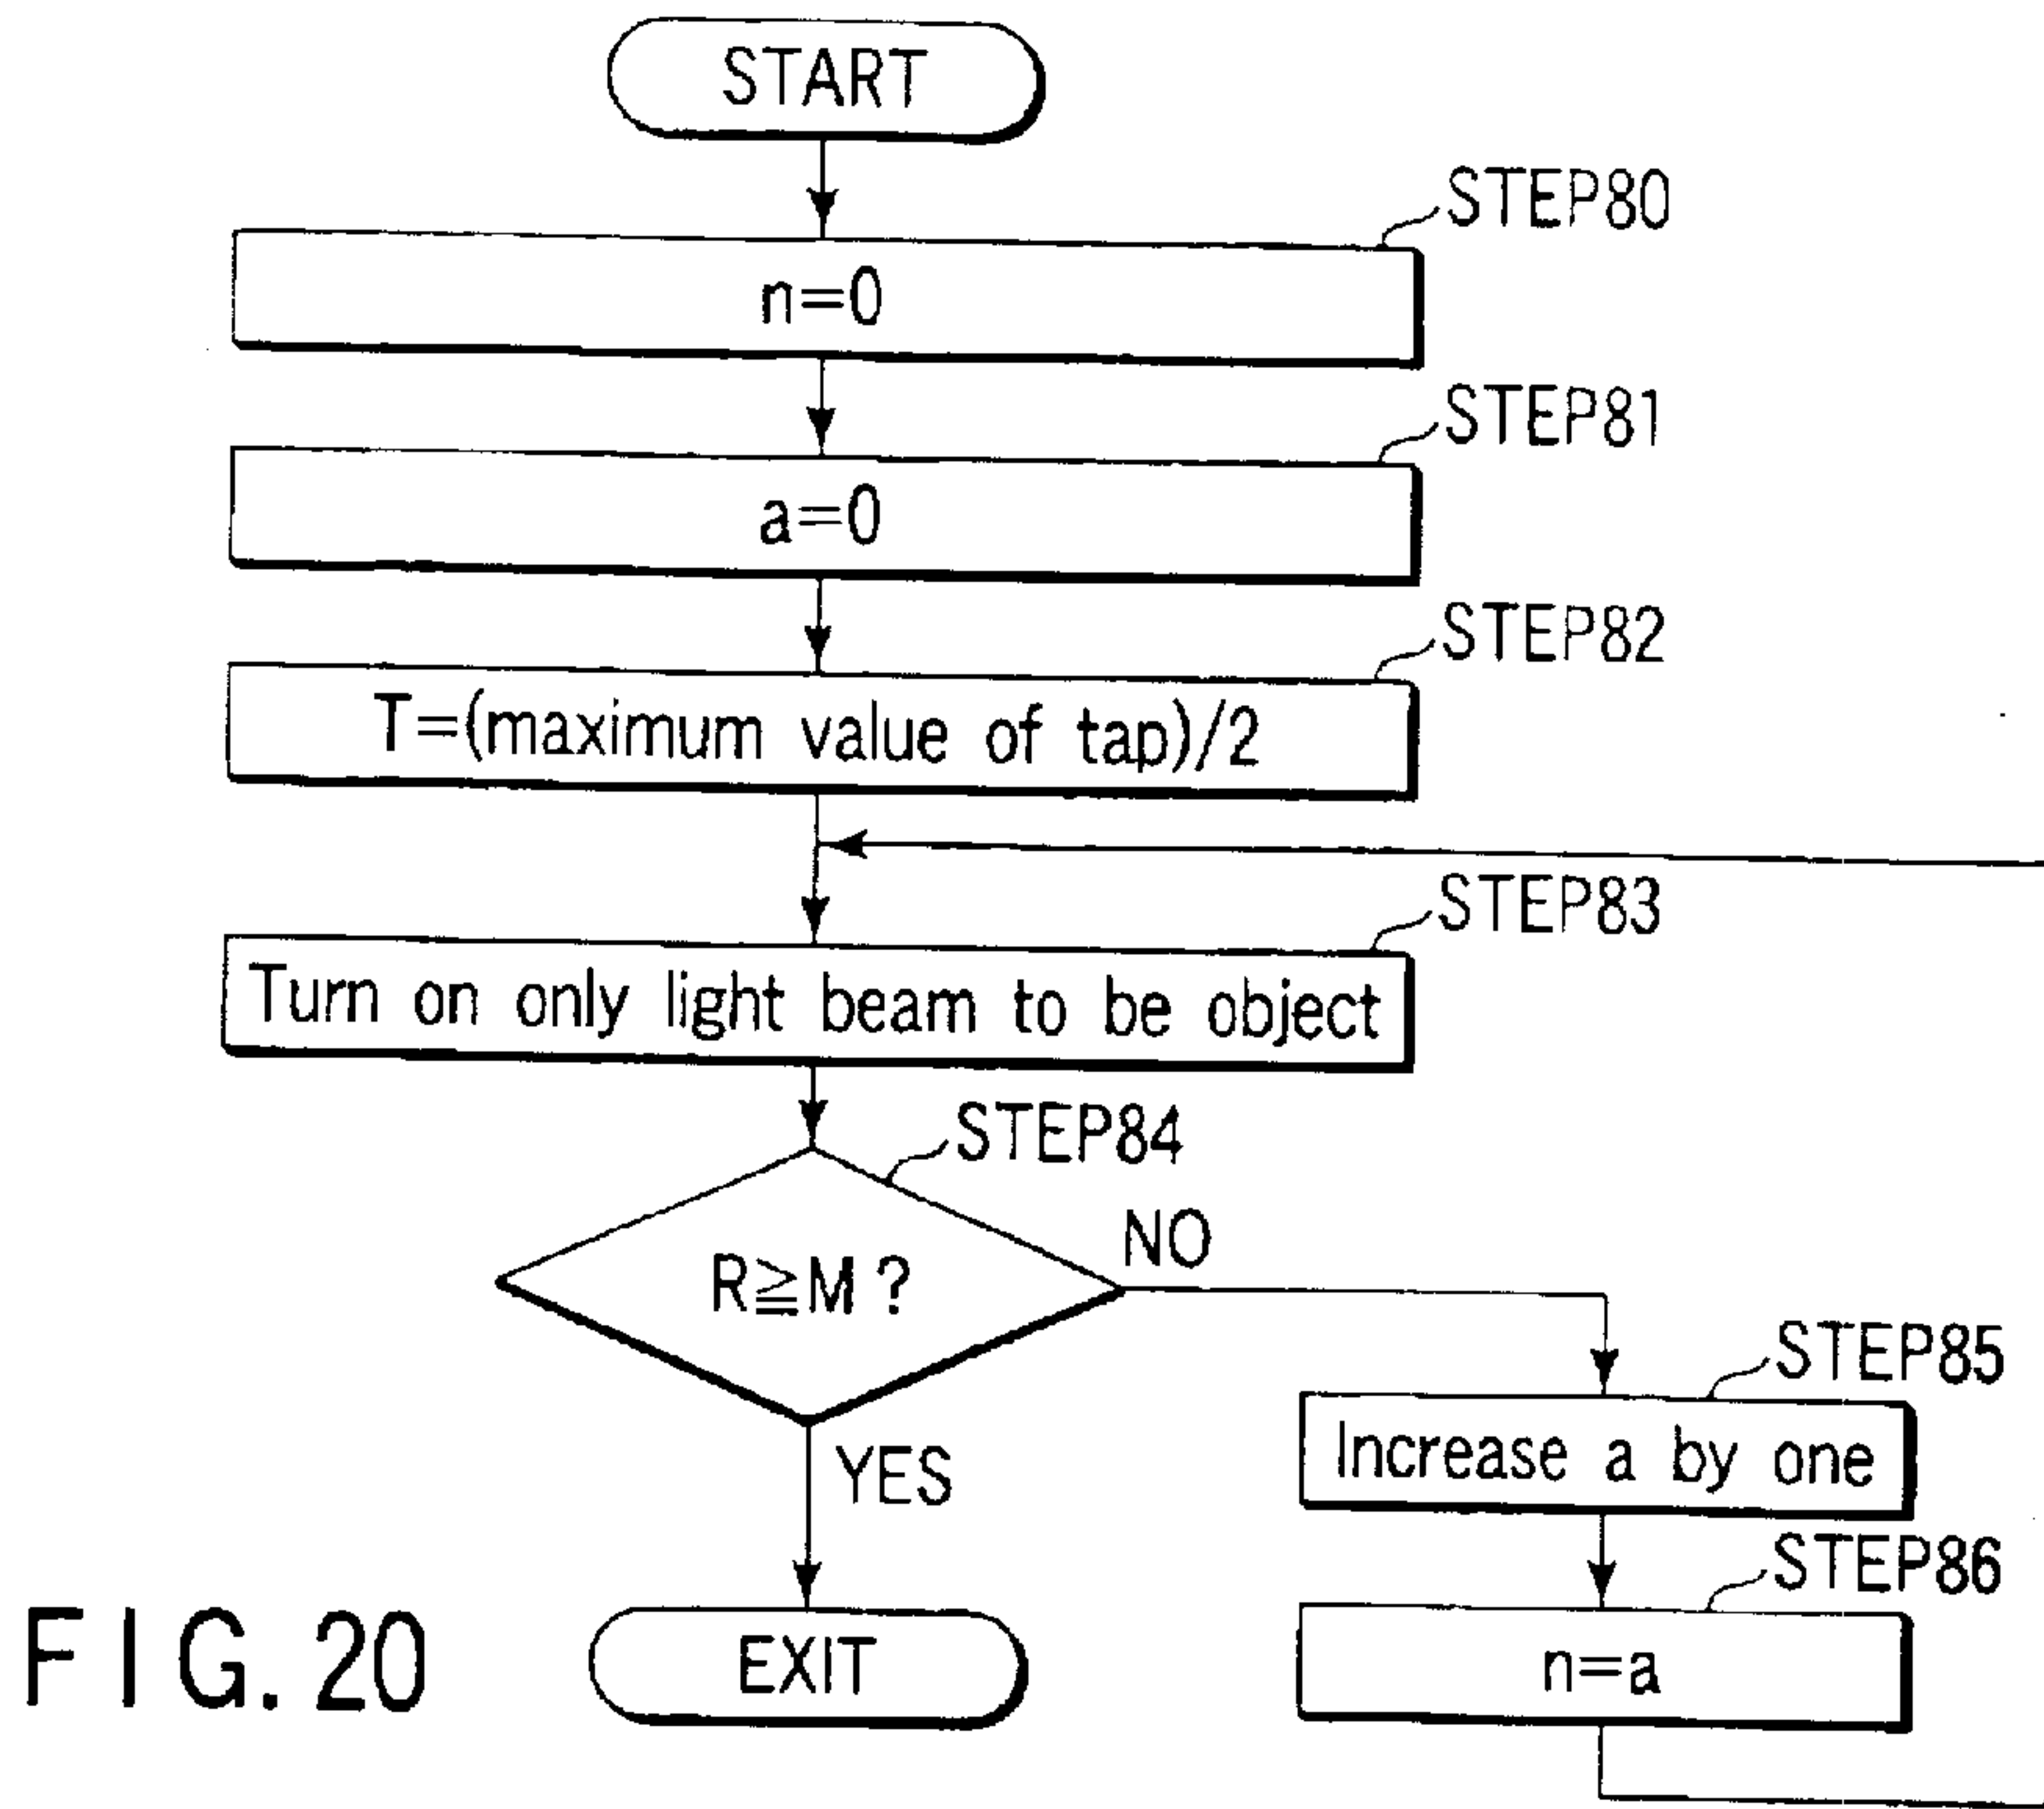 START
STEP80
n=0
STEP81
a=0
STEP82
T=(maximum value of tap)/2
STEP83
Turn on only light beam to be object
STEP84
R≧M?
NO
YES
STEP85
Increase a by one
STEP86
n=a
EXIT
FIG. 20